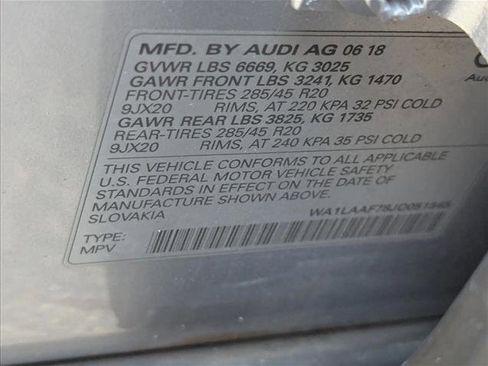 MFD. BY AUDI AG 06 18
GVWR LBS 6669, KG 3025
GAWR FRONT LBS 3241, KG 1470
FRONT-TIRES 285/45 R20
9JX20 RIMS, AT 220 KPA 32 PSI COLD
GAWR REAR LBS 3825, KG 1735
REAR-TIRES 285/45 R20
9JX20 RIMS, AT 240 KPA 35 PSI COLD
THIS VEHICLE CONFORMS TO ALL APPLICABLE
U.S. FEDERAL MOTOR VEHICLE SAFETY
STANDARDS IN EFFECT ON THE DATE OF
MANUFACTURE SHOWN ABOVE.
SLOVAKIA
TYPE:
MPV